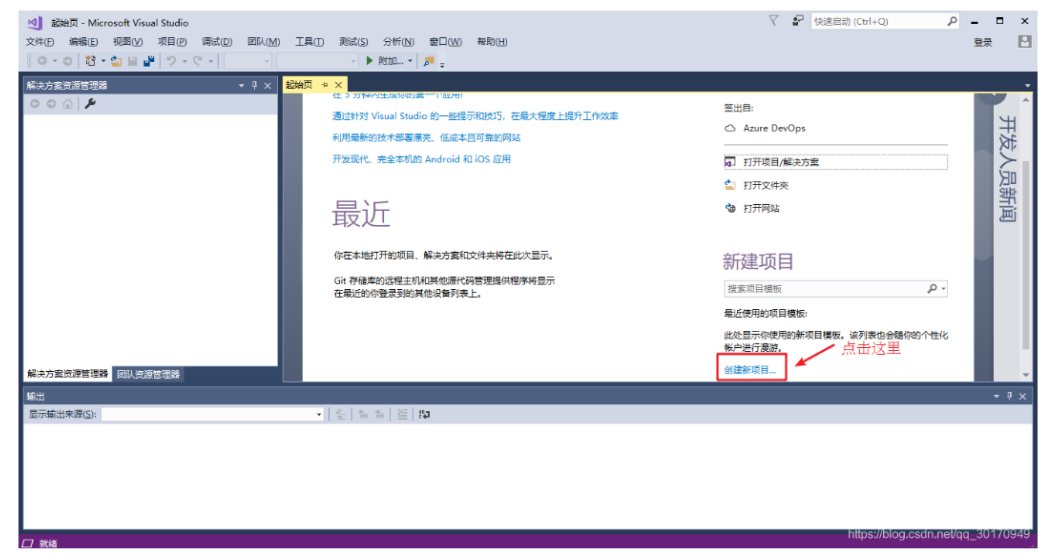 起始页 - Microsoft Visual Studio
快速启动 (Ctrl+Q)
文件(F) 编辑(E) 视图(V) 项目(P) 调试(D) 团队(M) 工具(T) 测试(S) 分析(N) 窗口(W) 帮助(H)
登录
附加...
解决方案资源管理器
起始页
在 5 分钟内生成你的第一个应用!
通过针对 Visual Studio 的一些提示和技巧，在最大程度上提升工作效率
利用最新的技术部署漂亮、低成本且可靠的网站
开发现代、完全本机的 Android 和 iOS 应用
最近
你在本地打开的项目、解决方案和文件夹将在此次显示。
Git 存储库的远程主机和其他源代码管理提供程序将显示
在最近的你登录到的其他设备列表上。
签出自:
Azure DevOps
打开项目/解决方案
打开文件夹
打开网站
新建项目
搜索项目模板
最近使用的项目模板:
此处显示你使用的新项目模板。该列表也会随你的个性化
帐户进行漫游。
点击这里
创建新项目...
开发人员新闻
解决方案资源管理器 团队资源管理器
输出
显示输出来源(S):
就绪
https://blog.csdn.net/qq_30170949